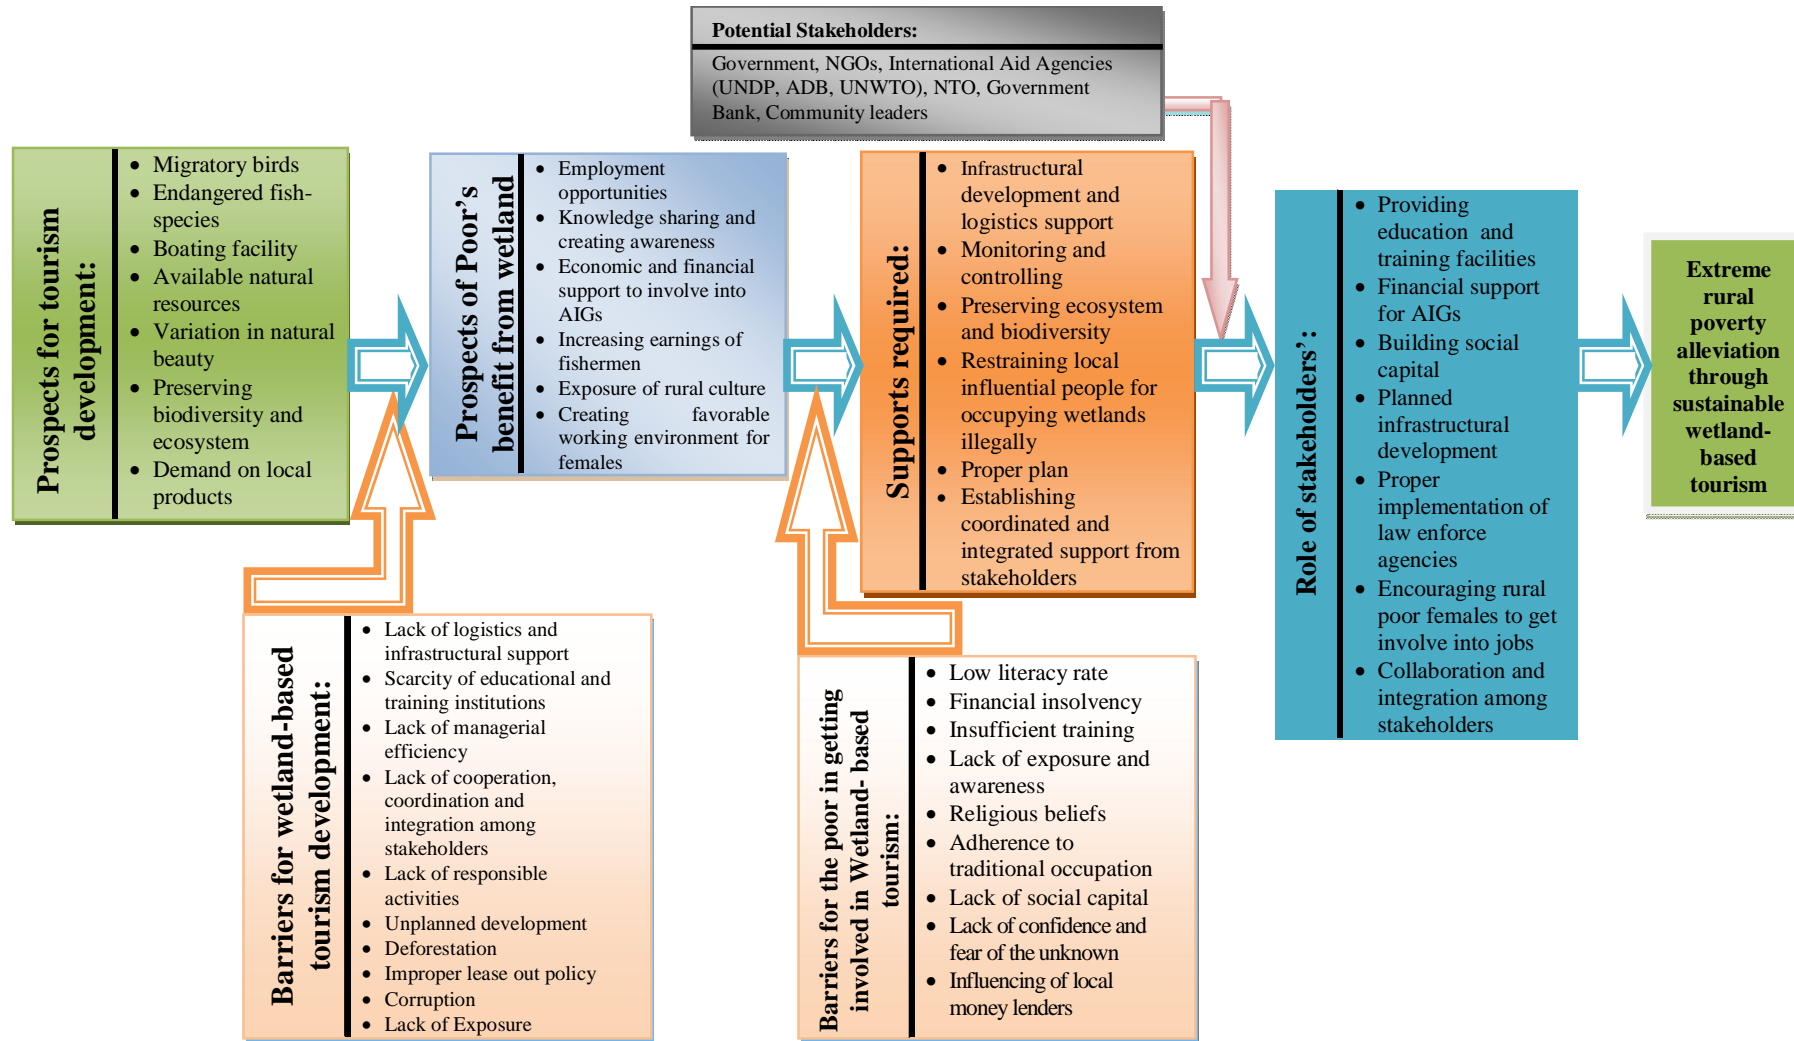 Potential Stakeholders:
Government, NGOs, International Aid Agencies
(UNDP, ADB, UNWTO), NTO, Government
Bank, Community leaders
Prospects for tourism
development:
• Migratory birds
• Endangered fish-
species
• Boating facility
• Available natural
resources
• Variation in natural
beauty
• Preserving
biodiversity and
ecosystem
• Demand on local
products
Prospects of Poor’s
benefit from wetland
• Employment
opportunities
• Knowledge sharing and
creating awareness
• Economic and financial
support to involve into
AIGs
• Increasing earnings of
fishermen
• Exposure of rural culture
• Creating favorable
working environment for
females
Supports required:
• Infrastructural
development and
logistics support
• Monitoring and
controlling
• Preserving ecosystem
and biodiversity
• Restraining local
influential people for
occupying wetlands
illegally
• Proper plan
• Establishing
coordinated and
integrated support from
stakeholders
Role of stakeholders’:
• Providing
education and
training facilities
• Financial support
for AIGs
• Building social
capital
• Planned
infrastructural
development
• Proper
implementation of
law enforce
agencies
• Encouraging rural
poor females to get
involve into jobs
• Collaboration and
integration among
stakeholders
Extreme
rural
poverty
alleviation
through
sustainable
wetland-
based
tourism
Barriers for wetland-based
tourism development:
• Lack of logistics and
infrastructural support
• Scarcity of educational and
training institutions
• Lack of managerial
efficiency
• Lack of cooperation,
coordination and
integration among
stakeholders
• Lack of responsible
activities
• Unplanned development
• Deforestation
• Improper lease out policy
• Corruption
• Lack of Exposure
Barriers for the poor in getting
involved in Wetland- based
tourism:
• Low literacy rate
• Financial insolvency
• Insufficient training
• Lack of exposure and
awareness
• Religious beliefs
• Adherence to
traditional occupation
• Lack of social capital
• Lack of confidence and
fear of the unknown
• Influencing of local
money lenders